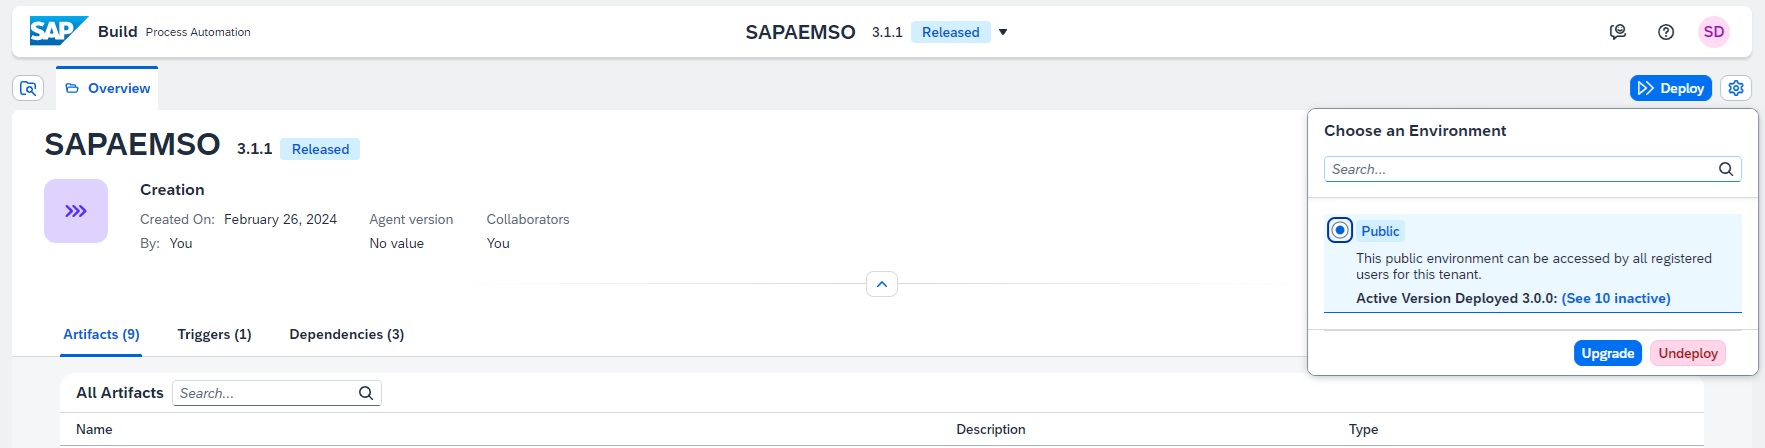 SAP Build Process Automation
SAPAEMSO 3.1.1 Released
SD
Overview
Deploy
SAPAEMSO 3.1.1 Released
Creation
Created On: February 26, 2024 Agent version Collaborators
By: You No value You
Choose an Environment
Search...
Public
This public environment can be accessed by all registered
users for this tenant.
Active Version Deployed 3.0.0: (See 10 inactive)
Upgrade Undeploy
Artifacts (9) Triggers (1) Dependencies (3)
All Artifacts Search...
Name Description Type